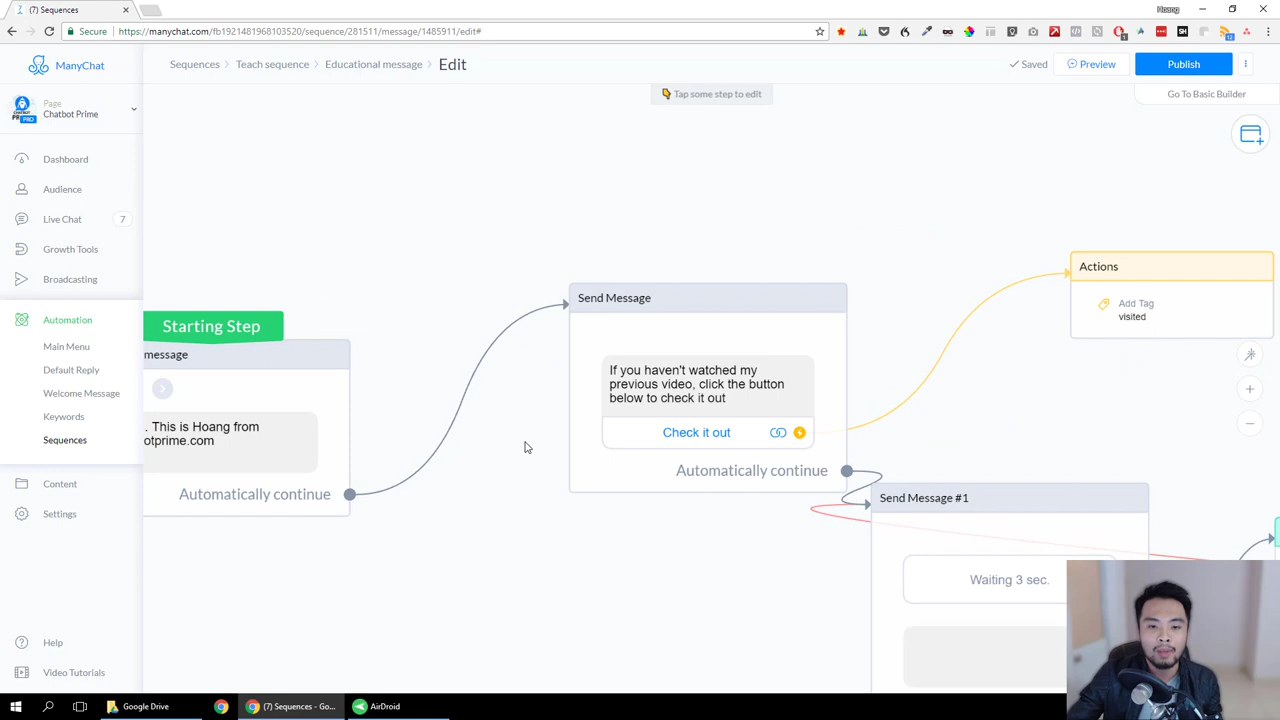 (7) Sequences
Hoang
Secure
https://manychat.com/fb1921481968103520/sequence/281511/message/1485911/edit#
ManyChat
Sequences
Teach sequence
Educational message
Edit
Saved
Preview
Publish
Tap some step to edit
Go To Basic Builder
Page
Chatbot Prime
PRO
Dashboard
Audience
Live Chat
7
Growth Tools
Broadcasting
Automation
Main Menu
Default Reply
Welcome Message
Keywords
Sequences
Content
Settings
Help
Video Tutorials
Starting Step
message
. This is Hoang from
otprime.com
Automatically continue
Send Message
If you haven't watched my
previous video, click the button
below to check it out
Check it out
Automatically continue
Actions
Add Tag
visited
Send Message #1
Waiting 3 sec.
Google Drive
(7) Sequences - Go...
AirDroid